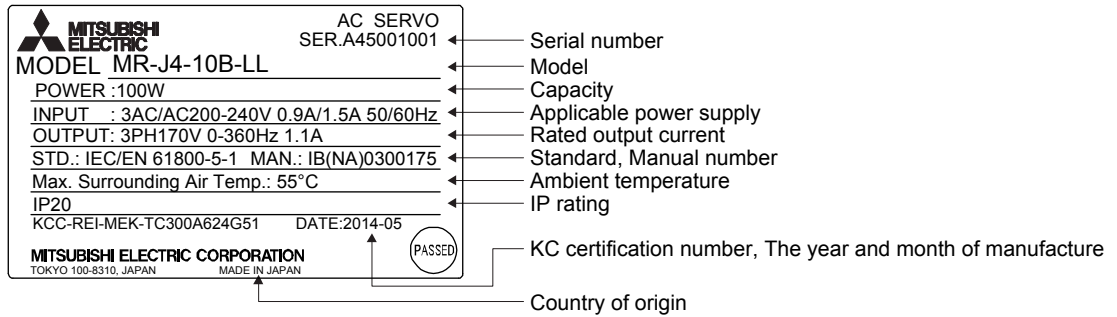 MITSUBISHI
ELECTRIC
AC SERVO
SER.A45001001
Serial number
MODEL MR-J4-10B-LL
Model
POWER :100W
Capacity
INPUT : 3AC/AC200-240V 0.9A/1.5A 50/60Hz
Applicable power supply
OUTPUT: 3PH170V 0-360Hz 1.1A
Rated output current
STD.: IEC/EN 61800-5-1 MAN.: IB(NA)0300175
Standard, Manual number
Max. Surrounding Air Temp.: 55°C
Ambient temperature
IP20
IP rating
KCC-REI-MEK-TC300A624G51 DATE:2014-05
KC certification number, The year and month of manufacture
MITSUBISHI ELECTRIC CORPORATION
PASSED
TOKYO 100-8310, JAPAN MADE IN JAPAN
Country of origin